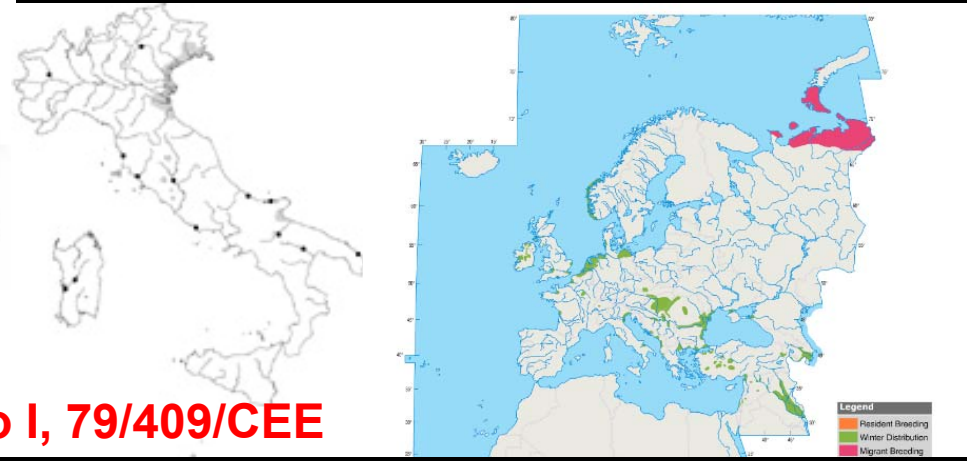 o I, 79/409/CEE
Legend
Resident Breeding
Winter Distribution
Migrant Breeding